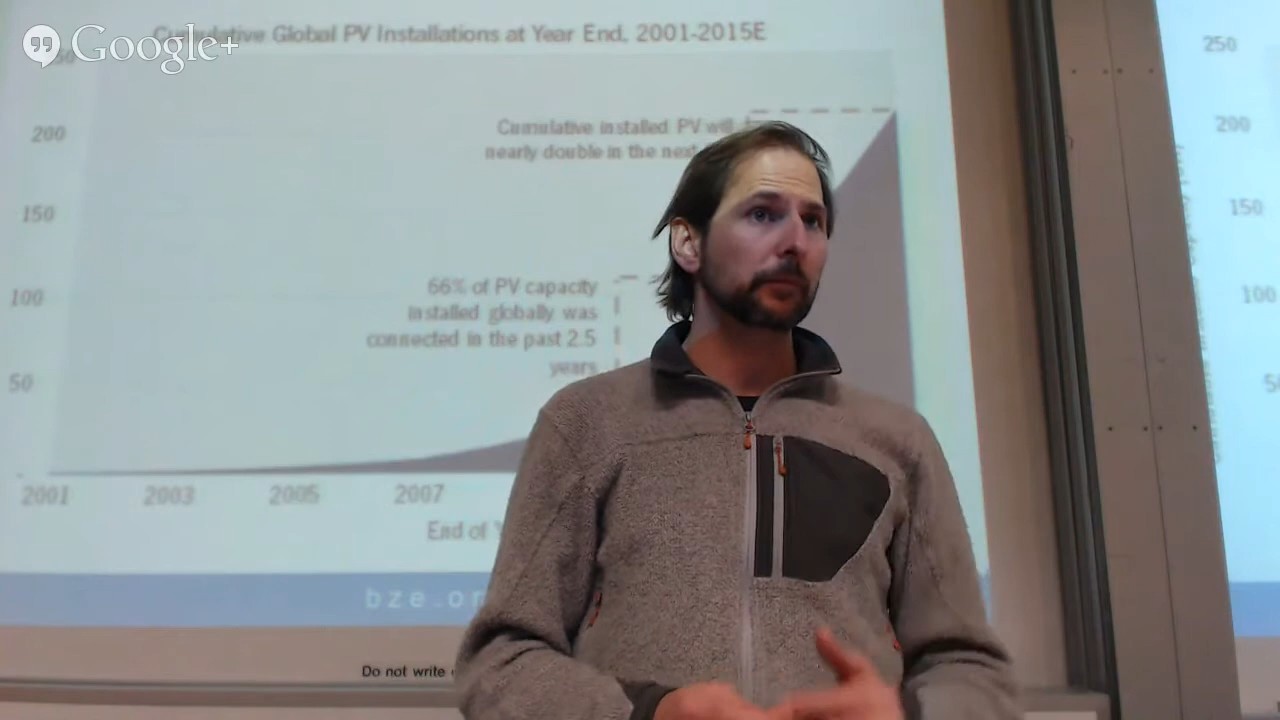 Google+
Cumulative Global PV Installations at Year End, 2001-2015E
250
200
150
100
50
-
Cumulative installed PV will
nearly double in the next
66% of PV capacity
installed globally was
connected in the past 2.5
years
2001 2003 2005 2007
End of
bze.or
Do not write
250
200
150
100